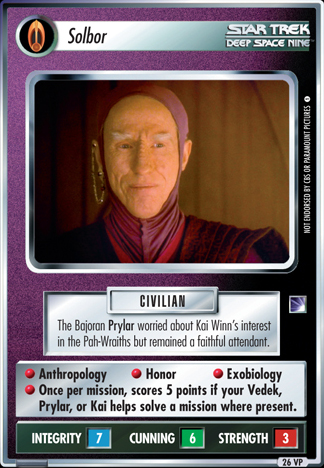 Solbor
STAR TREK
DEEP SPACE NINE
NOT ENDORSED BY CBS OR PARAMOUNT PICTURES
CIVILIAN
The Bajoran Prylar worried about Kai Winn's interest
in the Pah-Wraiths but remained a faithful attendant.
• Anthropology • Honor • Exobiology
• Once per mission, scores 5 points if your Vedek,
Prylar, or Kai helps solve a mission where present.
INTEGRITY 7 CUNNING 6 STRENGTH 3
26 VP